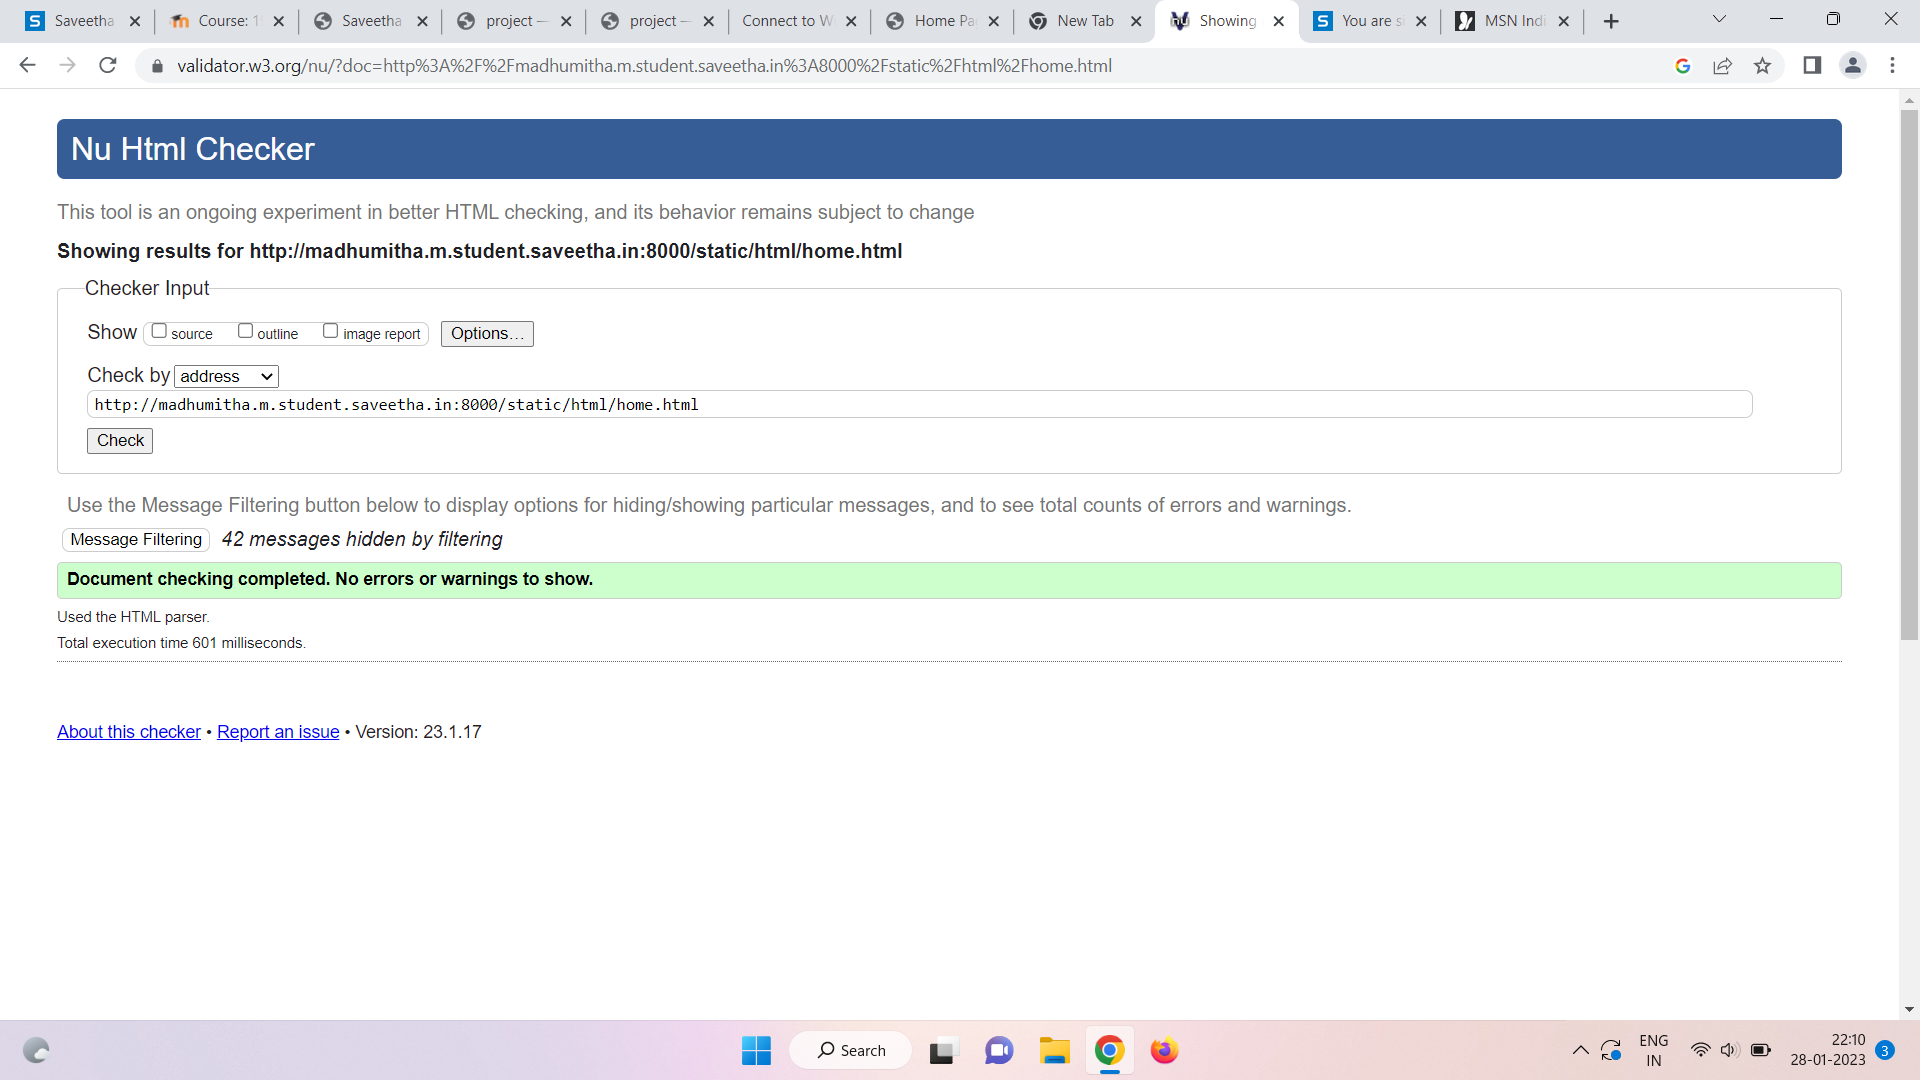 Saveetha
Course: 1
Saveetha
project —
project —
Connect to W
Home Pa
New Tab
Showing
You are si
MSN Indi
validator.w3.org/nu/?doc=http%3A%2F%2Fmadhumitha.m.student.saveetha.in%3A8000%2Fstatic%2Fhtml%2Fhome.html
Nu Html Checker
This tool is an ongoing experiment in better HTML checking, and its behavior remains subject to change
Showing results for http://madhumitha.m.student.saveetha.in:8000/static/html/home.html
Checker Input
Show source outline image report Options...
Check by address
http://madhumitha.m.student.saveetha.in:8000/static/html/home.html
Check
Use the Message Filtering button below to display options for hiding/showing particular messages, and to see total counts of errors and warnings.
Message Filtering 42 messages hidden by filtering
Document checking completed. No errors or warnings to show.
Used the HTML parser.
Total execution time 601 milliseconds.
About this checker • Report an issue • Version: 23.1.17
Search
ENG
IN
22:10
28-01-2023
3